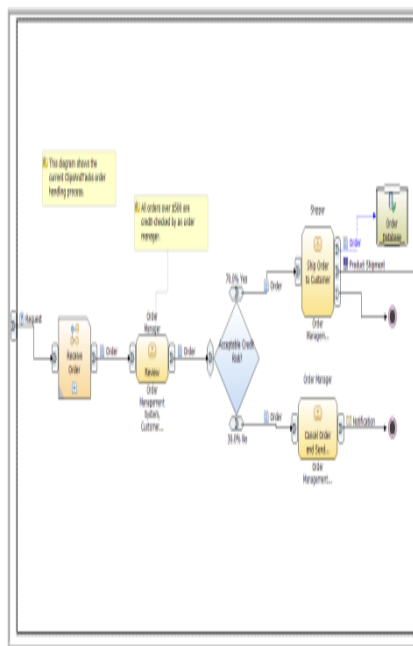 This diagram shows the
current ClipsAndTacks order
handling process.
All orders over $500 are
credit-checked by an order
manager.
Request
Receive
Order
Order
Order
Manager
Review
Order
Management
System,
Customer...
Order
Acceptable Credit
Risk?
70.0% Yes
Order
30.0% No
Order
Shipper
Ship Order
to Customer
Order
Managem...
Order
Product Shipment
Order
Database
Order Manager
Cancel Order
and Send...
Order
Management...
Notification